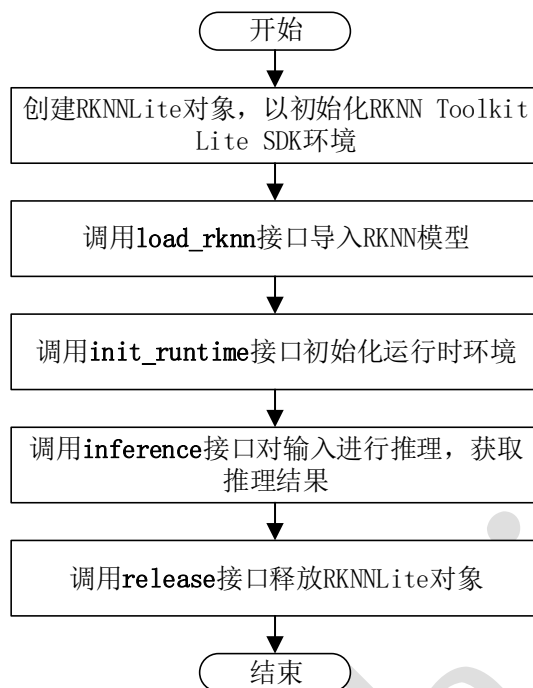 开始
创建RKNNLite对象，以初始化RKNN Toolkit
Lite SDK环境
调用load_rknn接口导入RKNN模型
调用init_runtime接口初始化运行时环境
调用inference接口对输入进行推理，获取
推理结果
调用release接口释放RKNNLite对象
结束